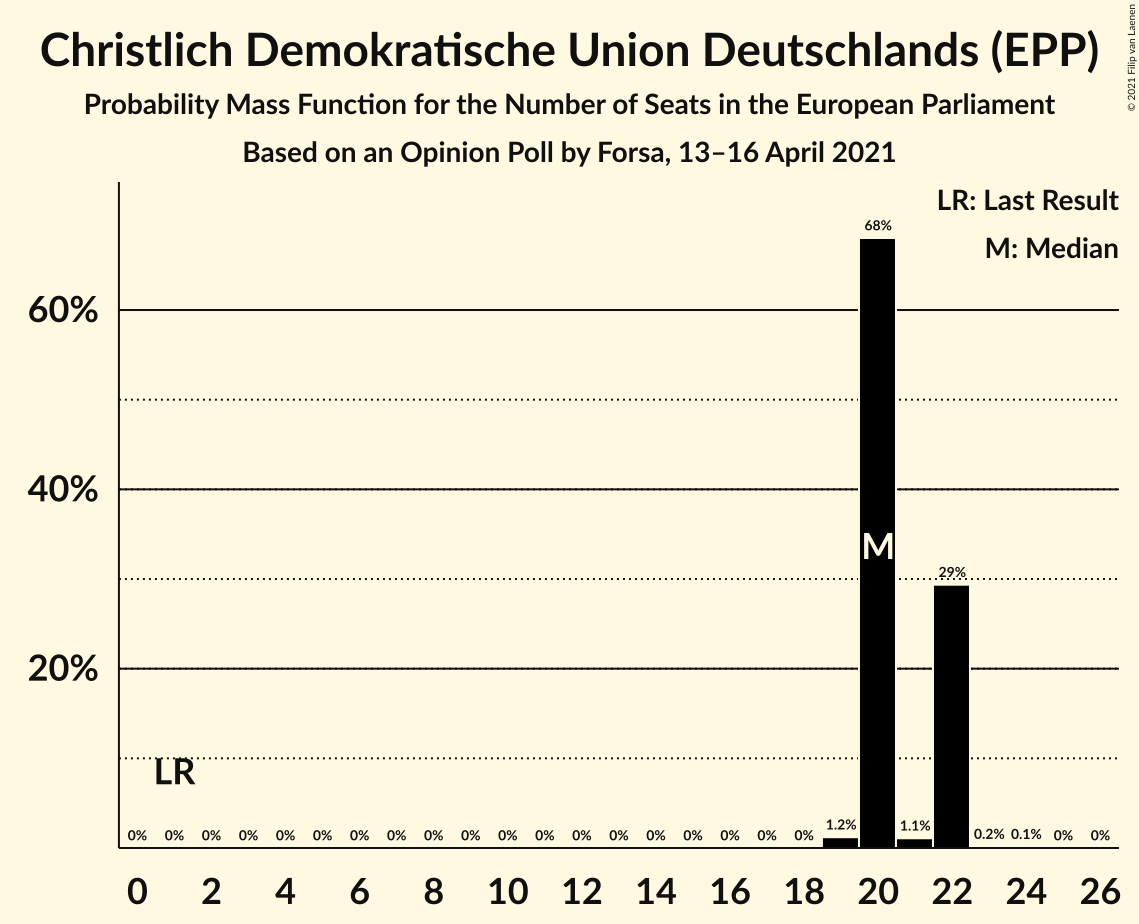 Christlich Demokratische Union Deutschlands (EPP)
Probability Mass Function for the Number of Seats in the European Parliament
Based on an Opinion Poll by Forsa, 13–16 April 2021
© 2021 Filip van Laenen
LR: Last Result
M: Median
68%
60%
40%
M
29%
20%
LR
0% 0% 0% 0% 0% 0% 0% 0% 0% 0% 0% 0% 0% 0% 0% 0% 0% 0% 0% 1.2% 1.1% 0.2% 0.1% 0% 0%
0 2 4 6 8 10 12 14 16 18 20 22 24 26